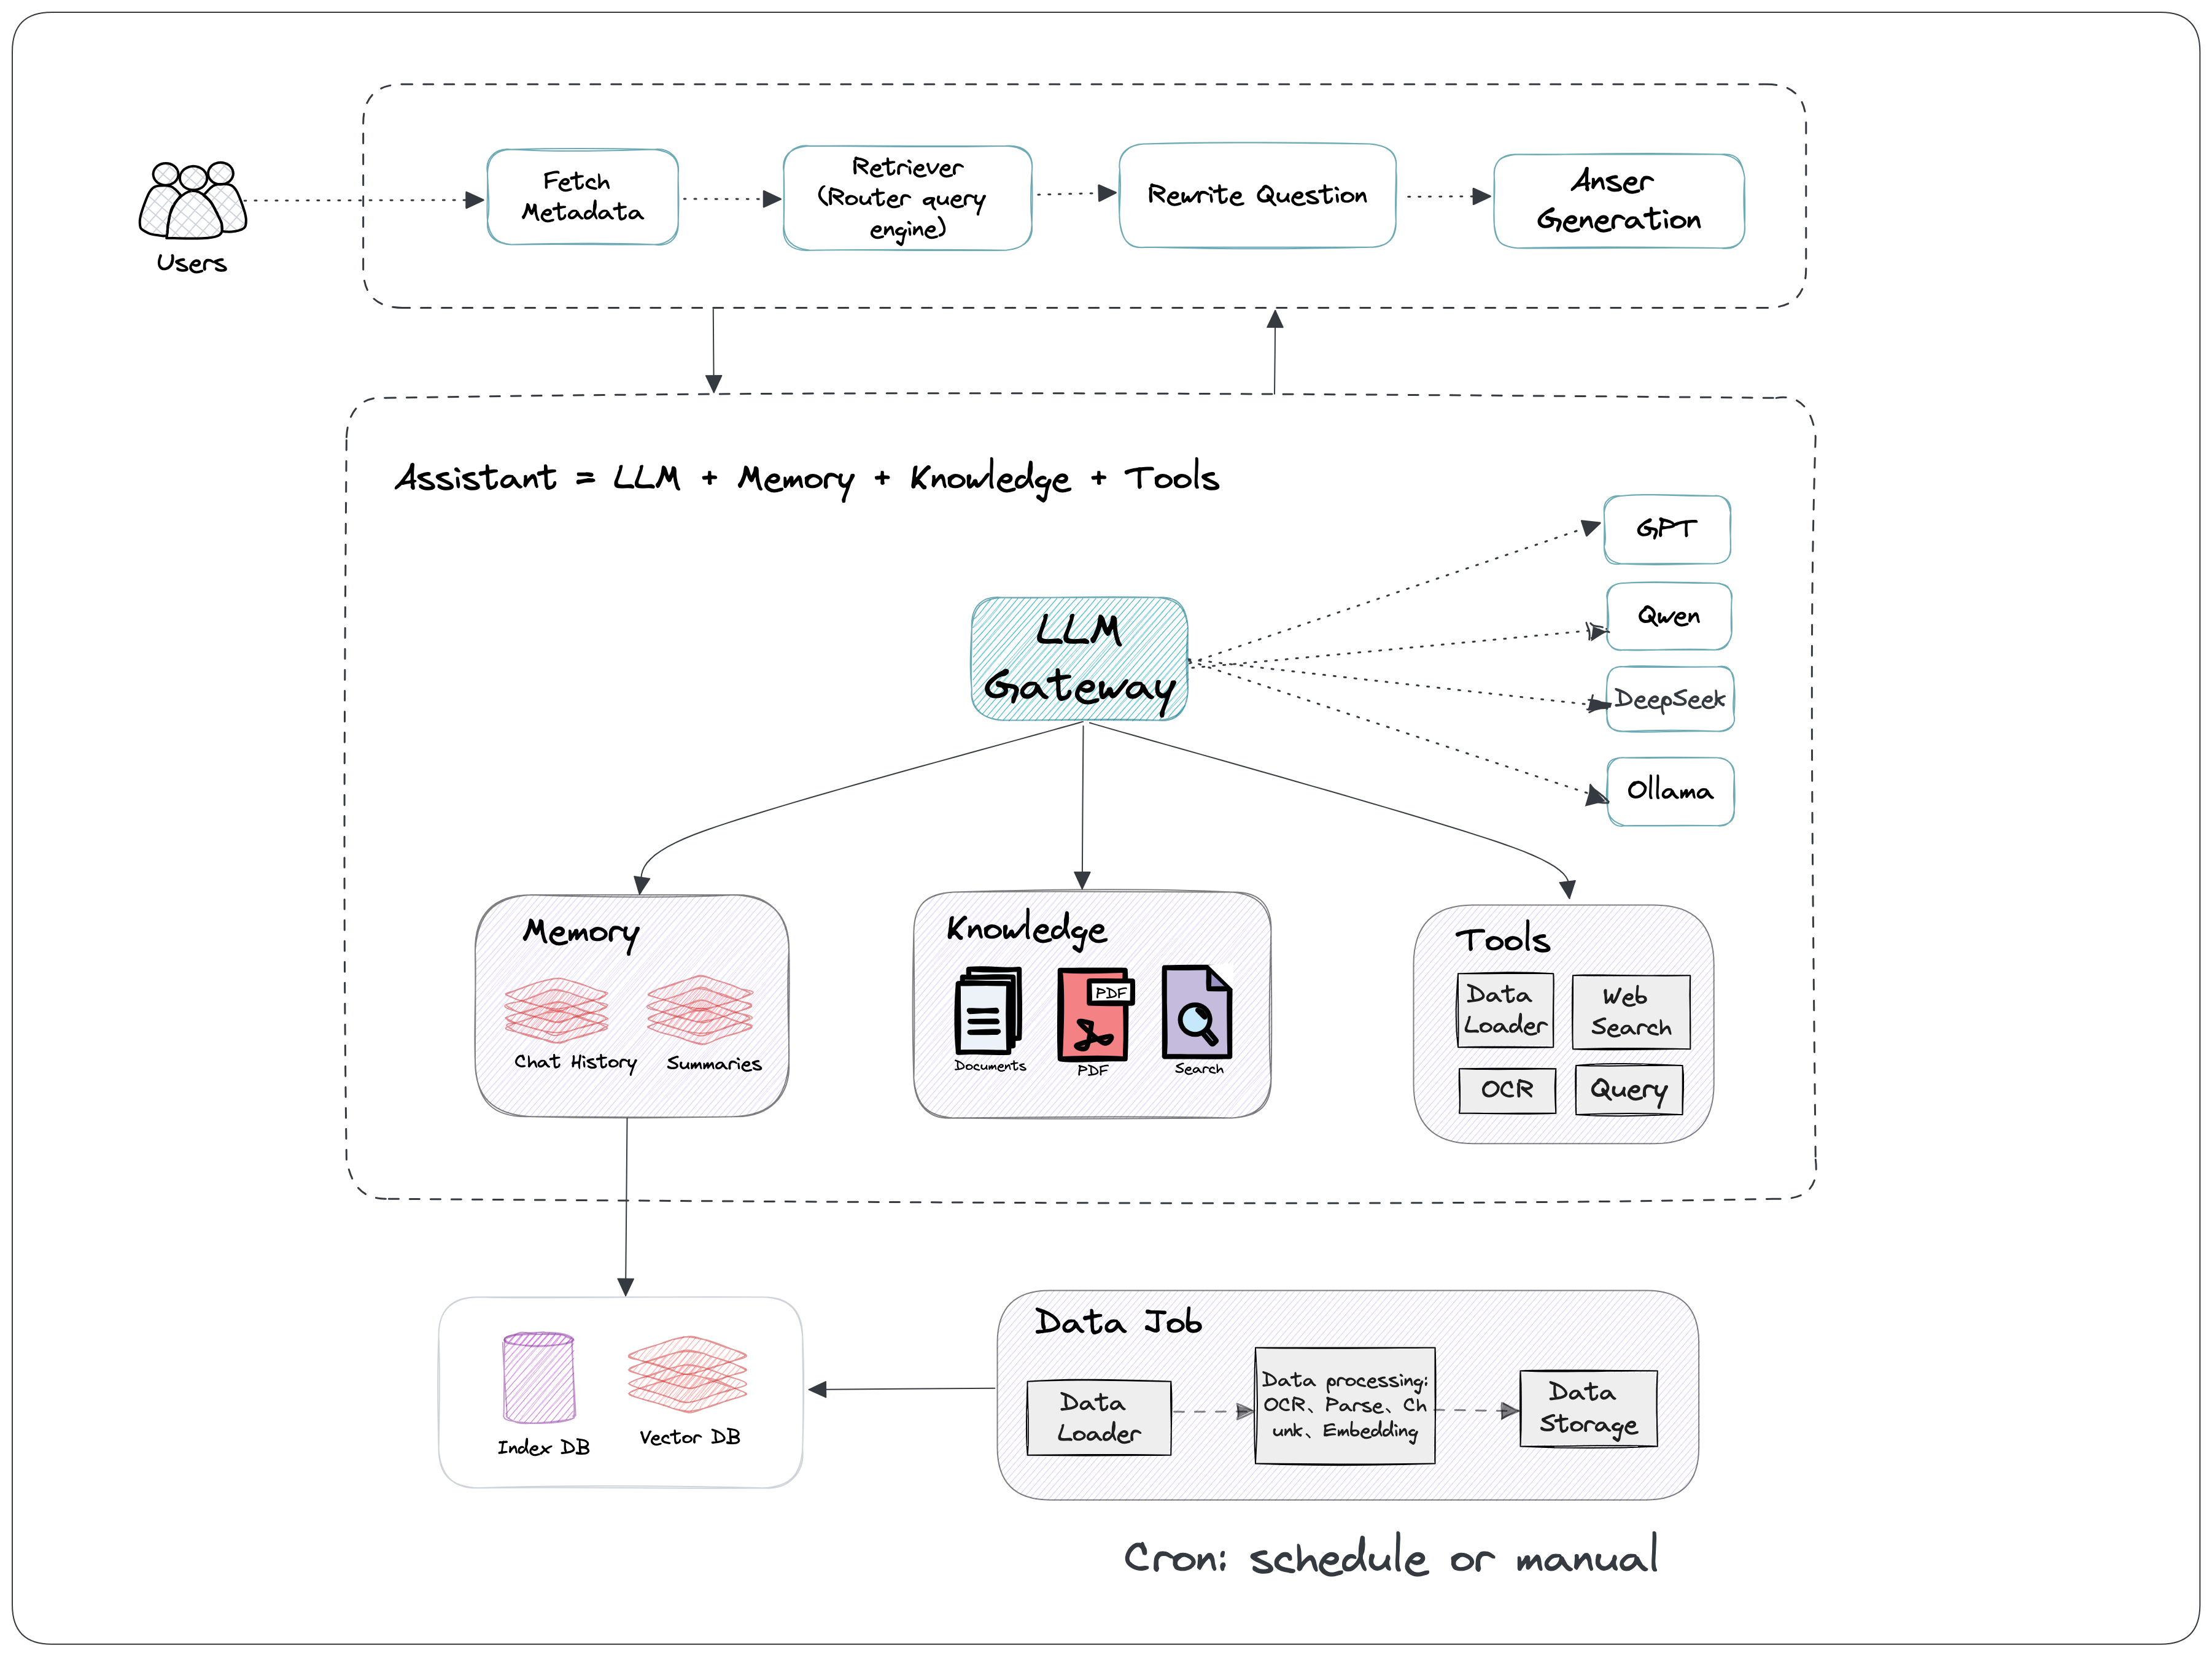 Users
Fetch
Metadata
Retriever
(Router query
engine)
Rewrite Question
Anser
Generation
Assistant = LLM + Memory + Knowledge + Tools
LLM
Gateway
GPT
Qwen
DeepSeek
Ollama
Memory
Chat History
Summaries
Knowledge
PDF
Documents
PDF
Search
Tools
Data
Loader
Web
Search
OCR
Query
Index DB
Vector DB
Data Job
Data
Loader
Data processing:
OCR、Parse、Ch
unk、Embedding
Data
Storage
Cron: schedule or manual